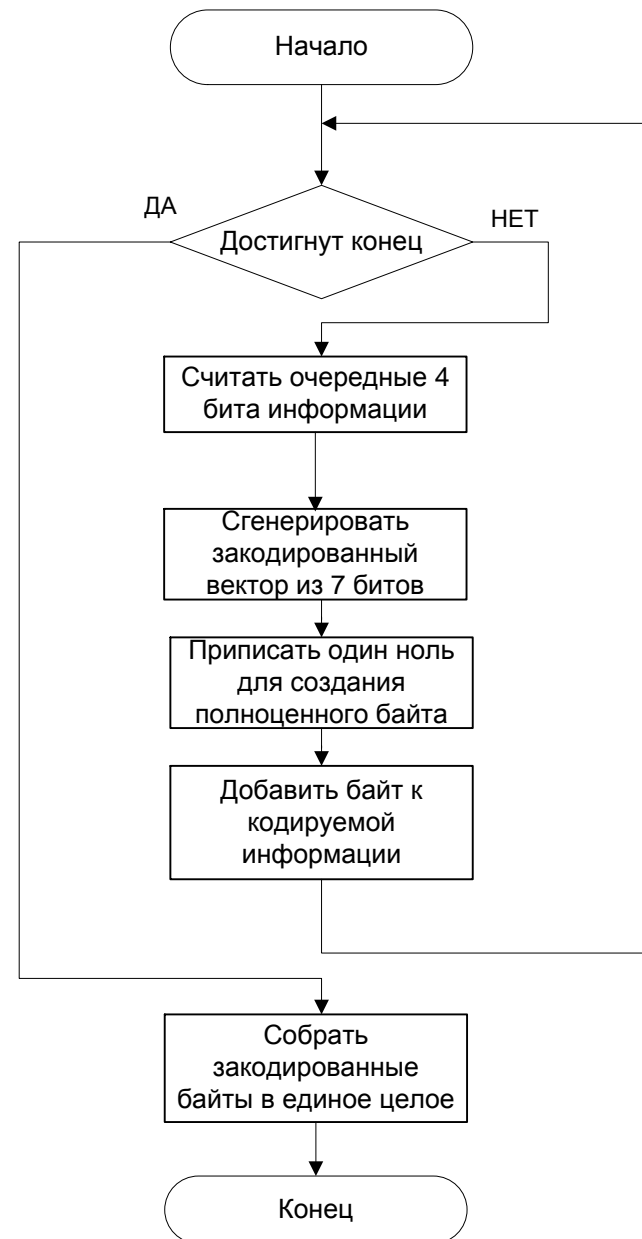 Начало
ДА
НЕТ
Достигнут конец
Считать очередные 4
бита информации
Сгенерировать
закодированный
вектор из 7 битов
Приписать один ноль
для создания
полноценного байта
Добавить байт к
кодируемой
информации
Собрать
закодированные
байты в единое целое
Конец